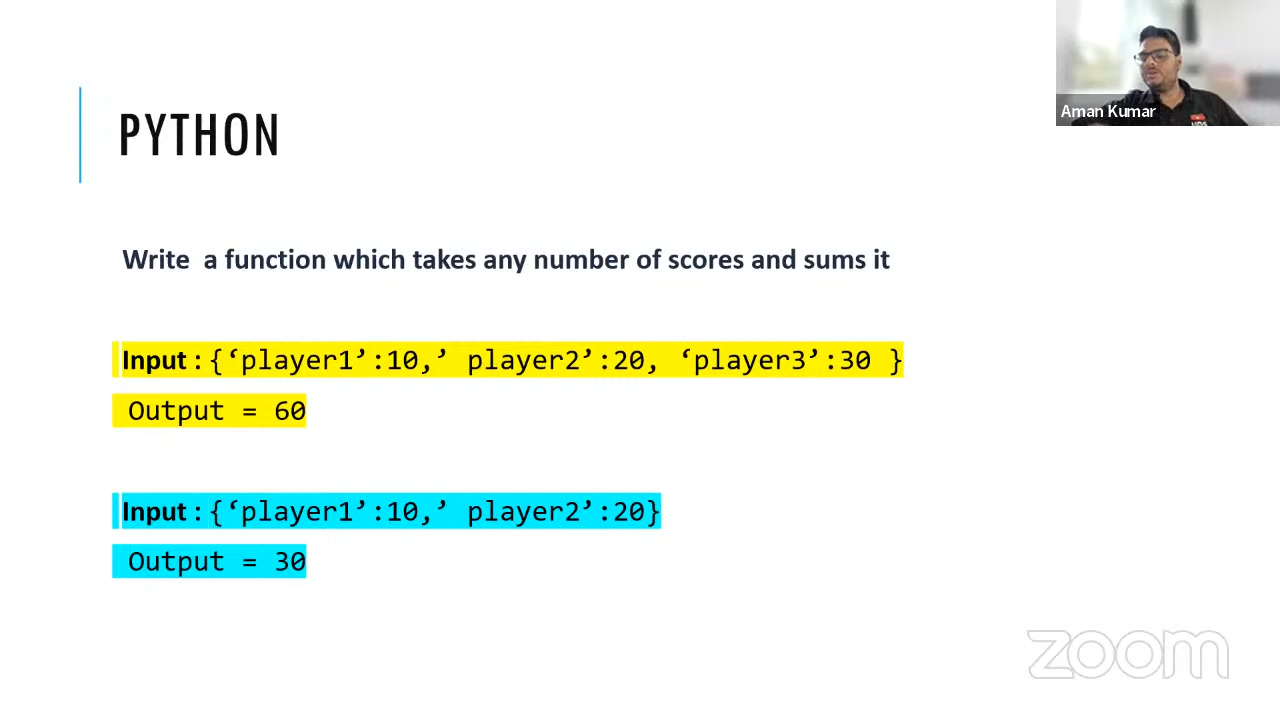 Aman Kumar
PYTHON
Write a function which takes any number of scores and sums it
Input : {‘player1’:10,’ player2’:20, ‘player3’:30 }
Output = 60
Input : {‘player1’:10,’ player2’:20}
Output = 30
zoom